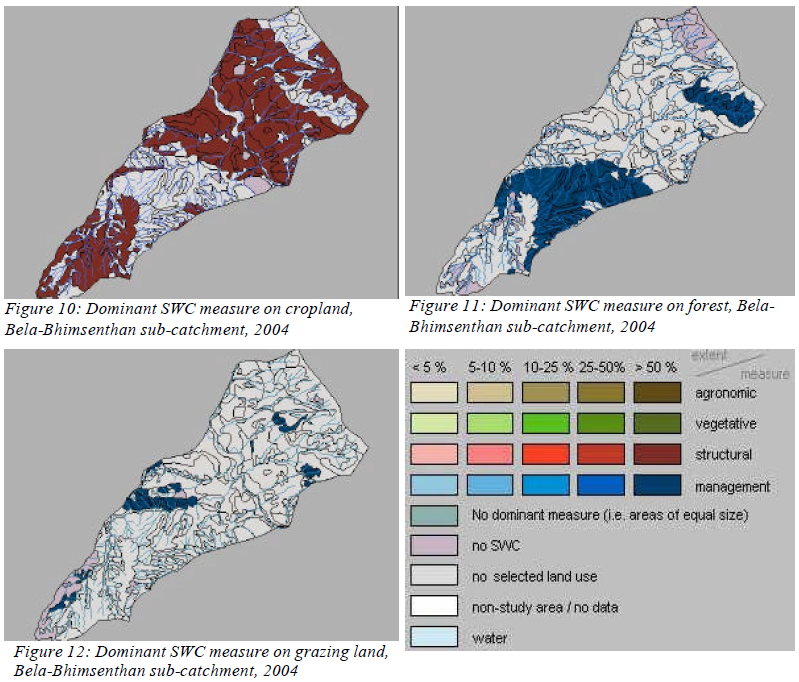 Figure 10: Dominant SWC measure on cropland,
Bela-Bhimsenthan sub-catchment, 2004
Figure 11: Dominant SWC measure on forest, Bela-
Bhimsenthan sub-catchment, 2004
Figure 12: Dominant SWC measure on grazing land,
Bela-Bhimsenthan sub-catchment, 2004
extent
measure
< 5 % 5-10 % 10-25 % 25-50% > 50 %
agronomic
vegetative
structural
management
No dominant measure (i.e. areas of equal size)
no SWC
no selected land use
non-study area / no data
water